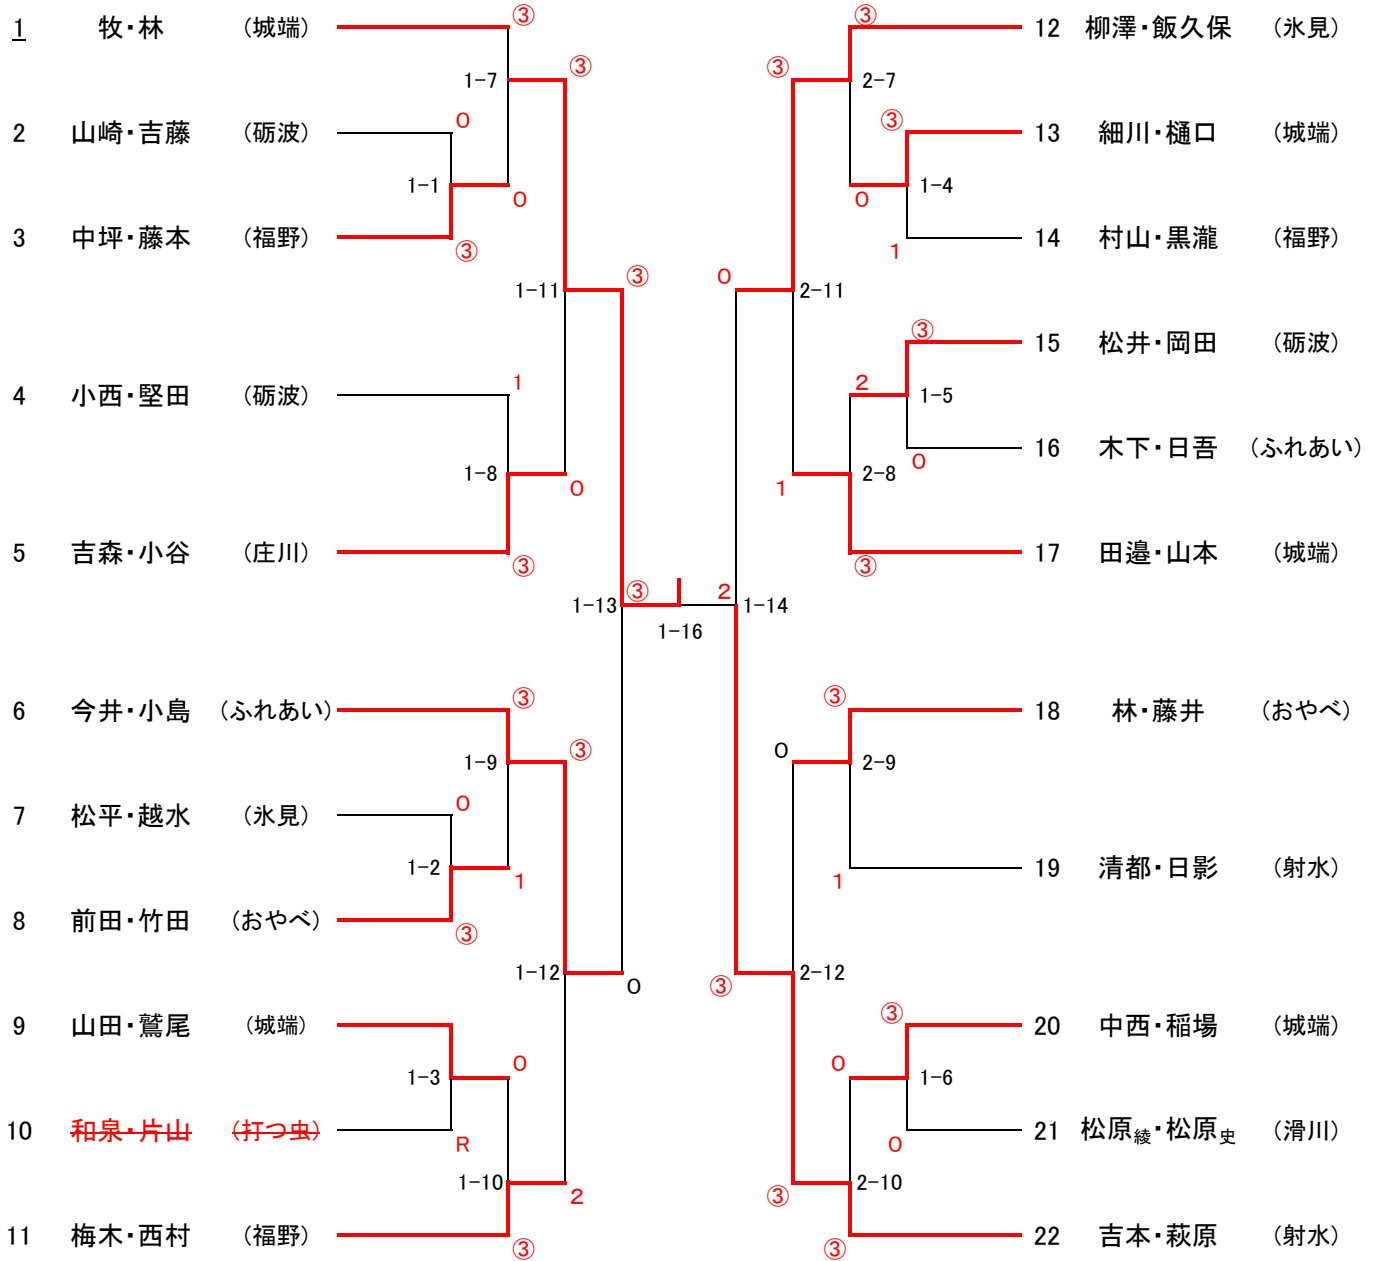 1 牧・林 (城端)
2 山崎・吉藤 (砺波)
3 中坪・藤本 (福野)
4 小西・堅田 (砺波)
5 吉森・小谷 (庄川)
6 今井・小島 (ふれあい)
7 松平・越水 (氷見)
8 前田・竹田 (おやべ)
9 山田・鷲尾 (城端)
10 和泉・片山 (打つ虫)
11 梅木・西村 (福野)
③
1-7
③
0
1-1
0
③
1-11
③
1
1-8
0
③
1-13
③
1-16
③
1-9
③
0
1-2
1
③
1-12
0
1-3
0
R
1-10
2
③
③
③
2-7
③
0
1-4
1
0
2-11
③
2
1-5
0
1
2-8
③
2
1-14
③
0
2-9
1
③
2-12
③
0
1-6
0
③
2-10
③
12 柳澤・飯久保 (氷見)
13 細川・樋口 (城端)
14 村山・黒瀧 (福野)
15 松井・岡田 (砺波)
16 木下・日吾 (ふれあい)
17 田邉・山本 (城端)
18 林・藤井 (おやべ)
19 清都・日影 (射水)
20 中西・稲場 (城端)
21 松原綾・松原史 (滑川)
22 吉本・萩原 (射水)